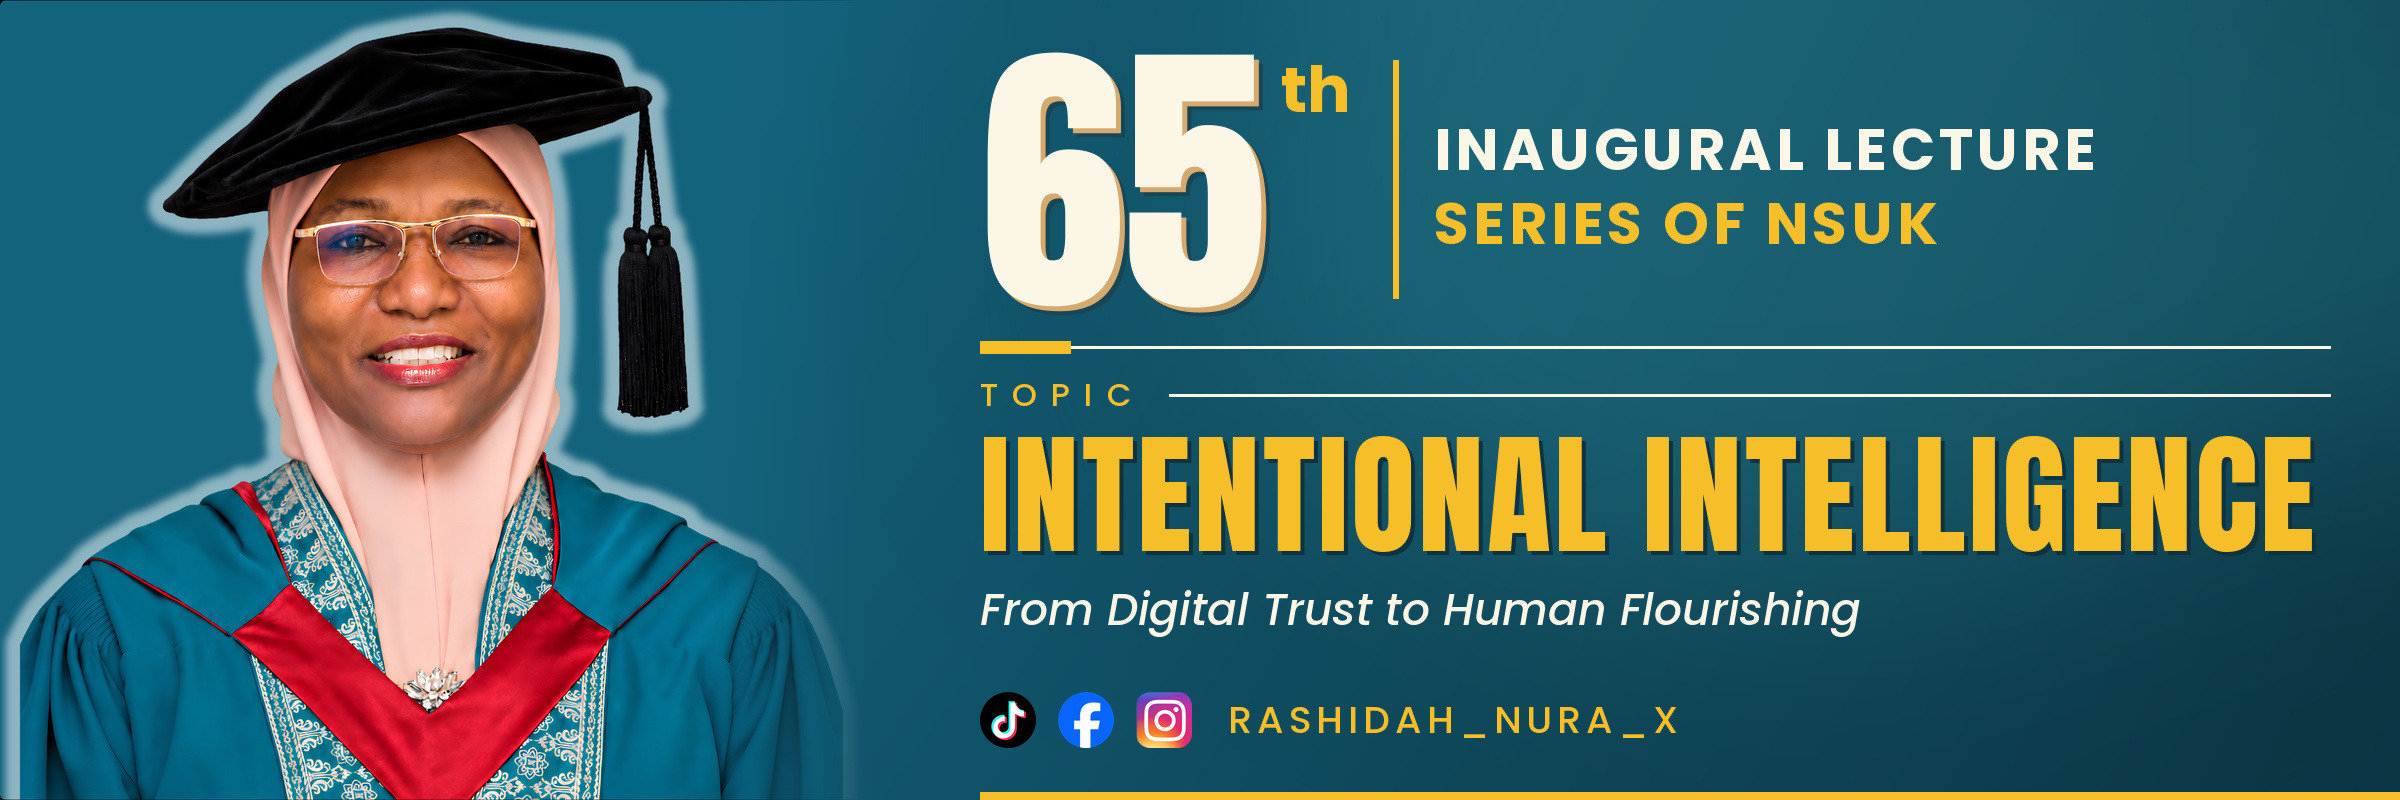 65th
INAUGURAL LECTURE
SERIES OF NSUK
TOPIC
INTENTIONAL INTELLIGENCE
From Digital Trust to Human Flourishing
RASHIDAH_NURA_X